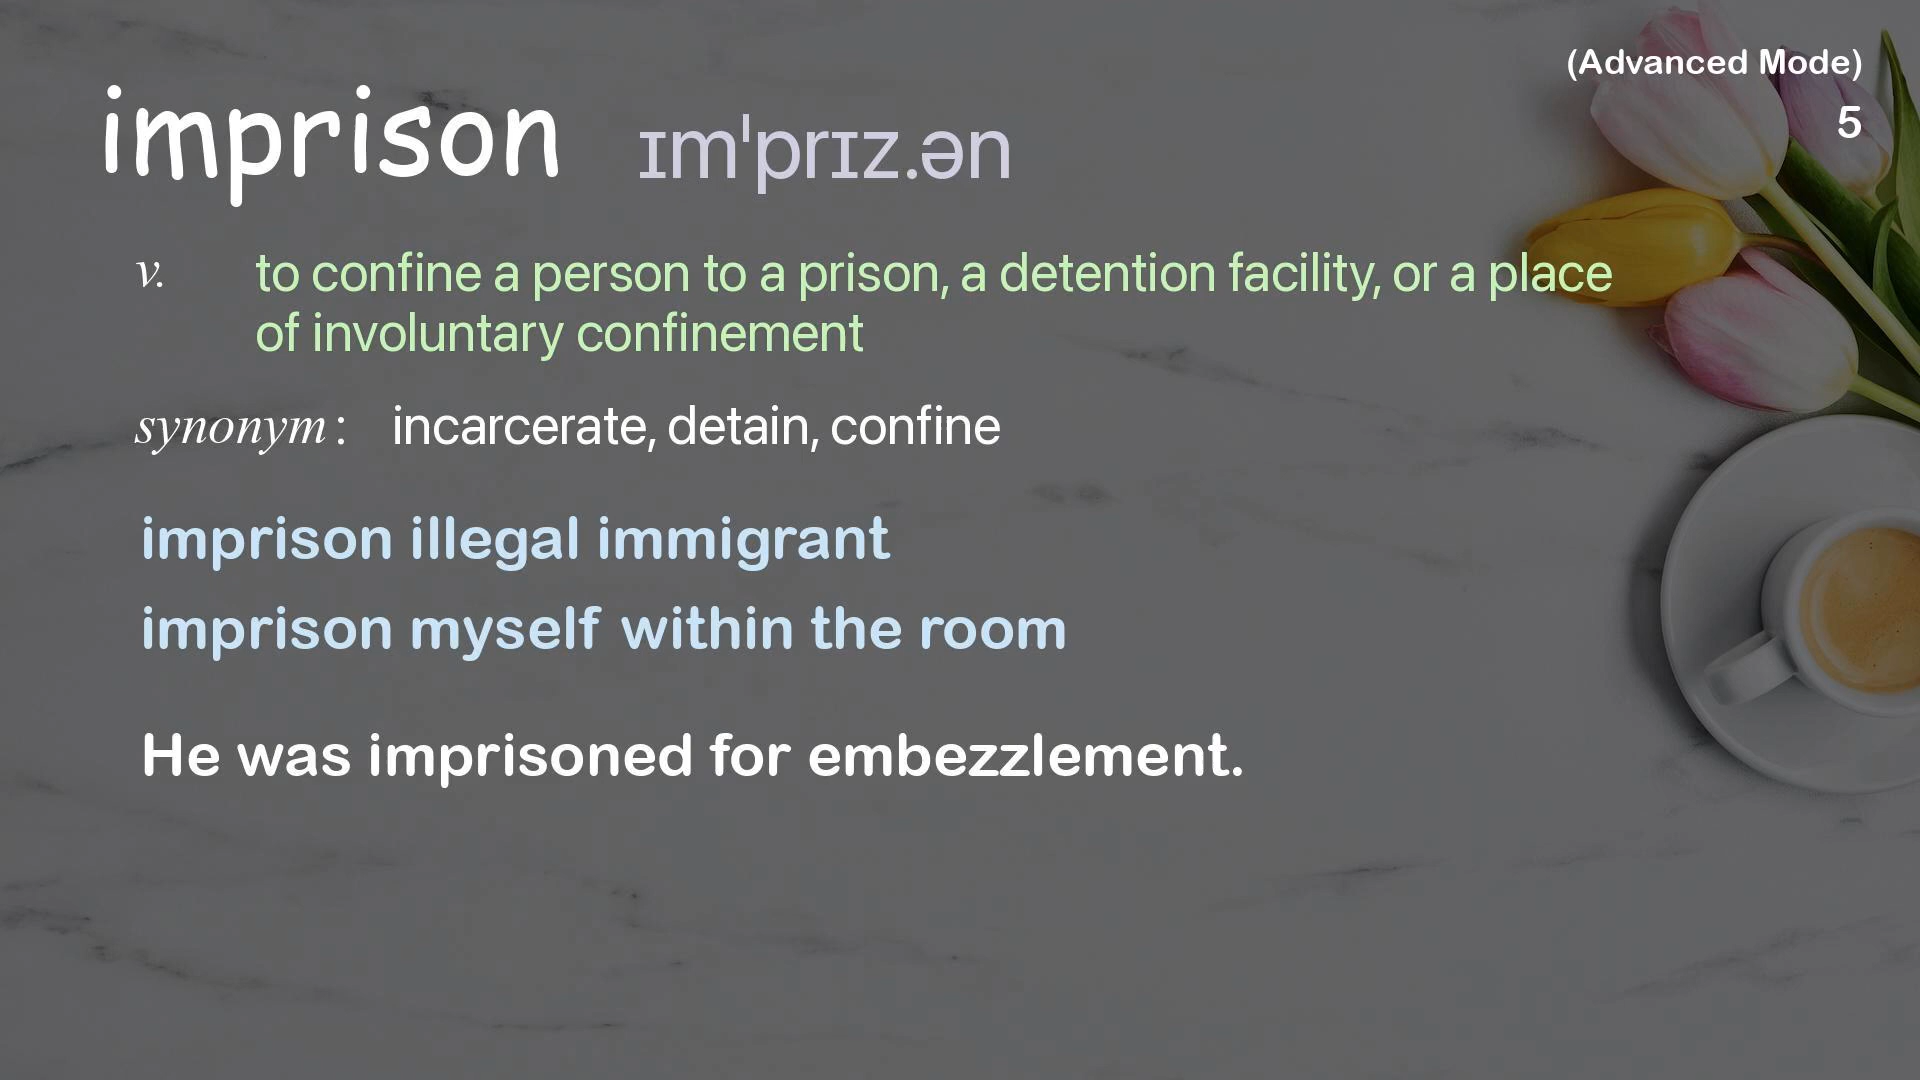 (Advanced Mode)
5
imprison ɪmˈprɪz.ən
v. to confine a person to a prison, a detention facility, or a place
of involuntary confinement
synonym: incarcerate, detain, confine
imprison illegal immigrant
imprison myself within the room
He was imprisoned for embezzlement.